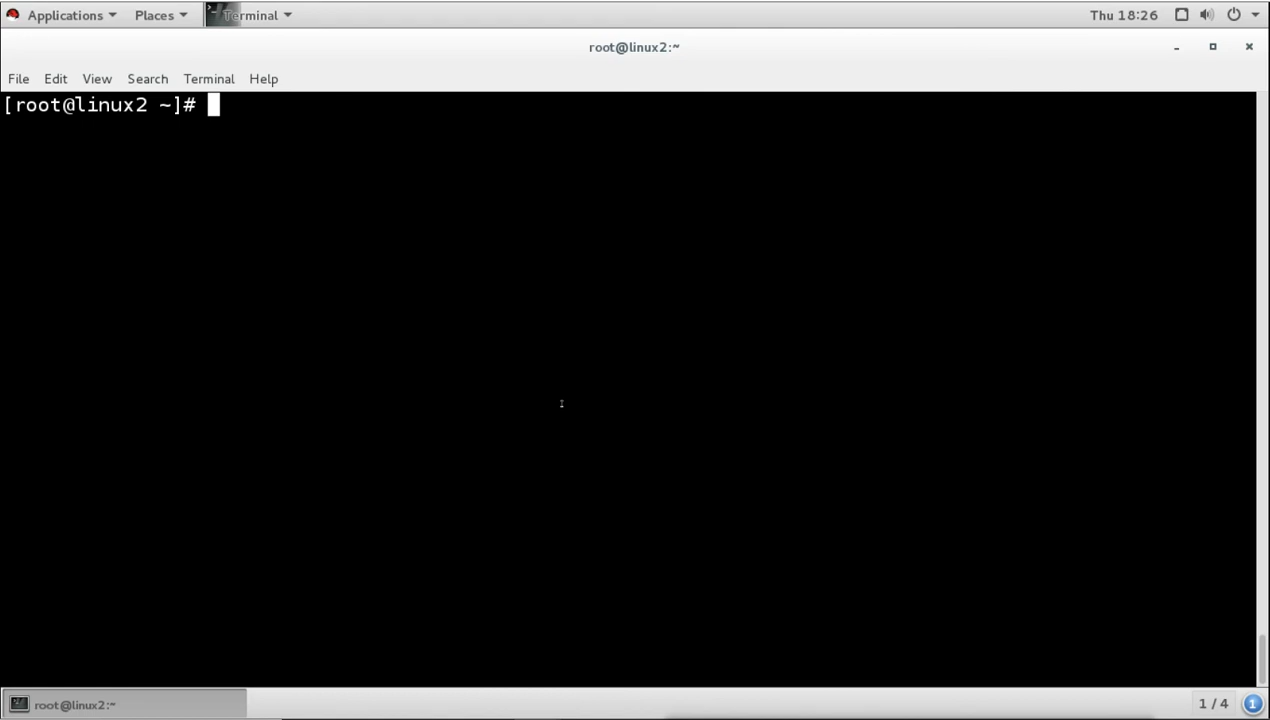 Applications Places Terminal Thu 18:26
root@linux2:~
File Edit View Search Terminal Help
[root@linux2 ~]#
root@linux2:~ 1 / 4 1